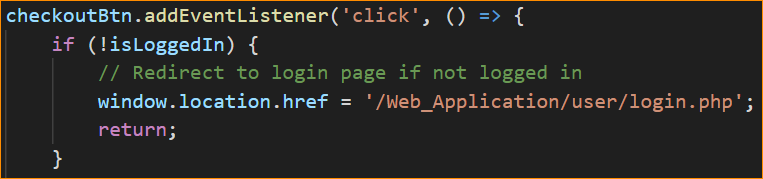 checkoutBtn.addEventListener('click', () => {
    if (!isLoggedIn) {
        // Redirect to login page if not logged in
        window.location.href = '/Web_Application/user/login.php';
        return;
    }